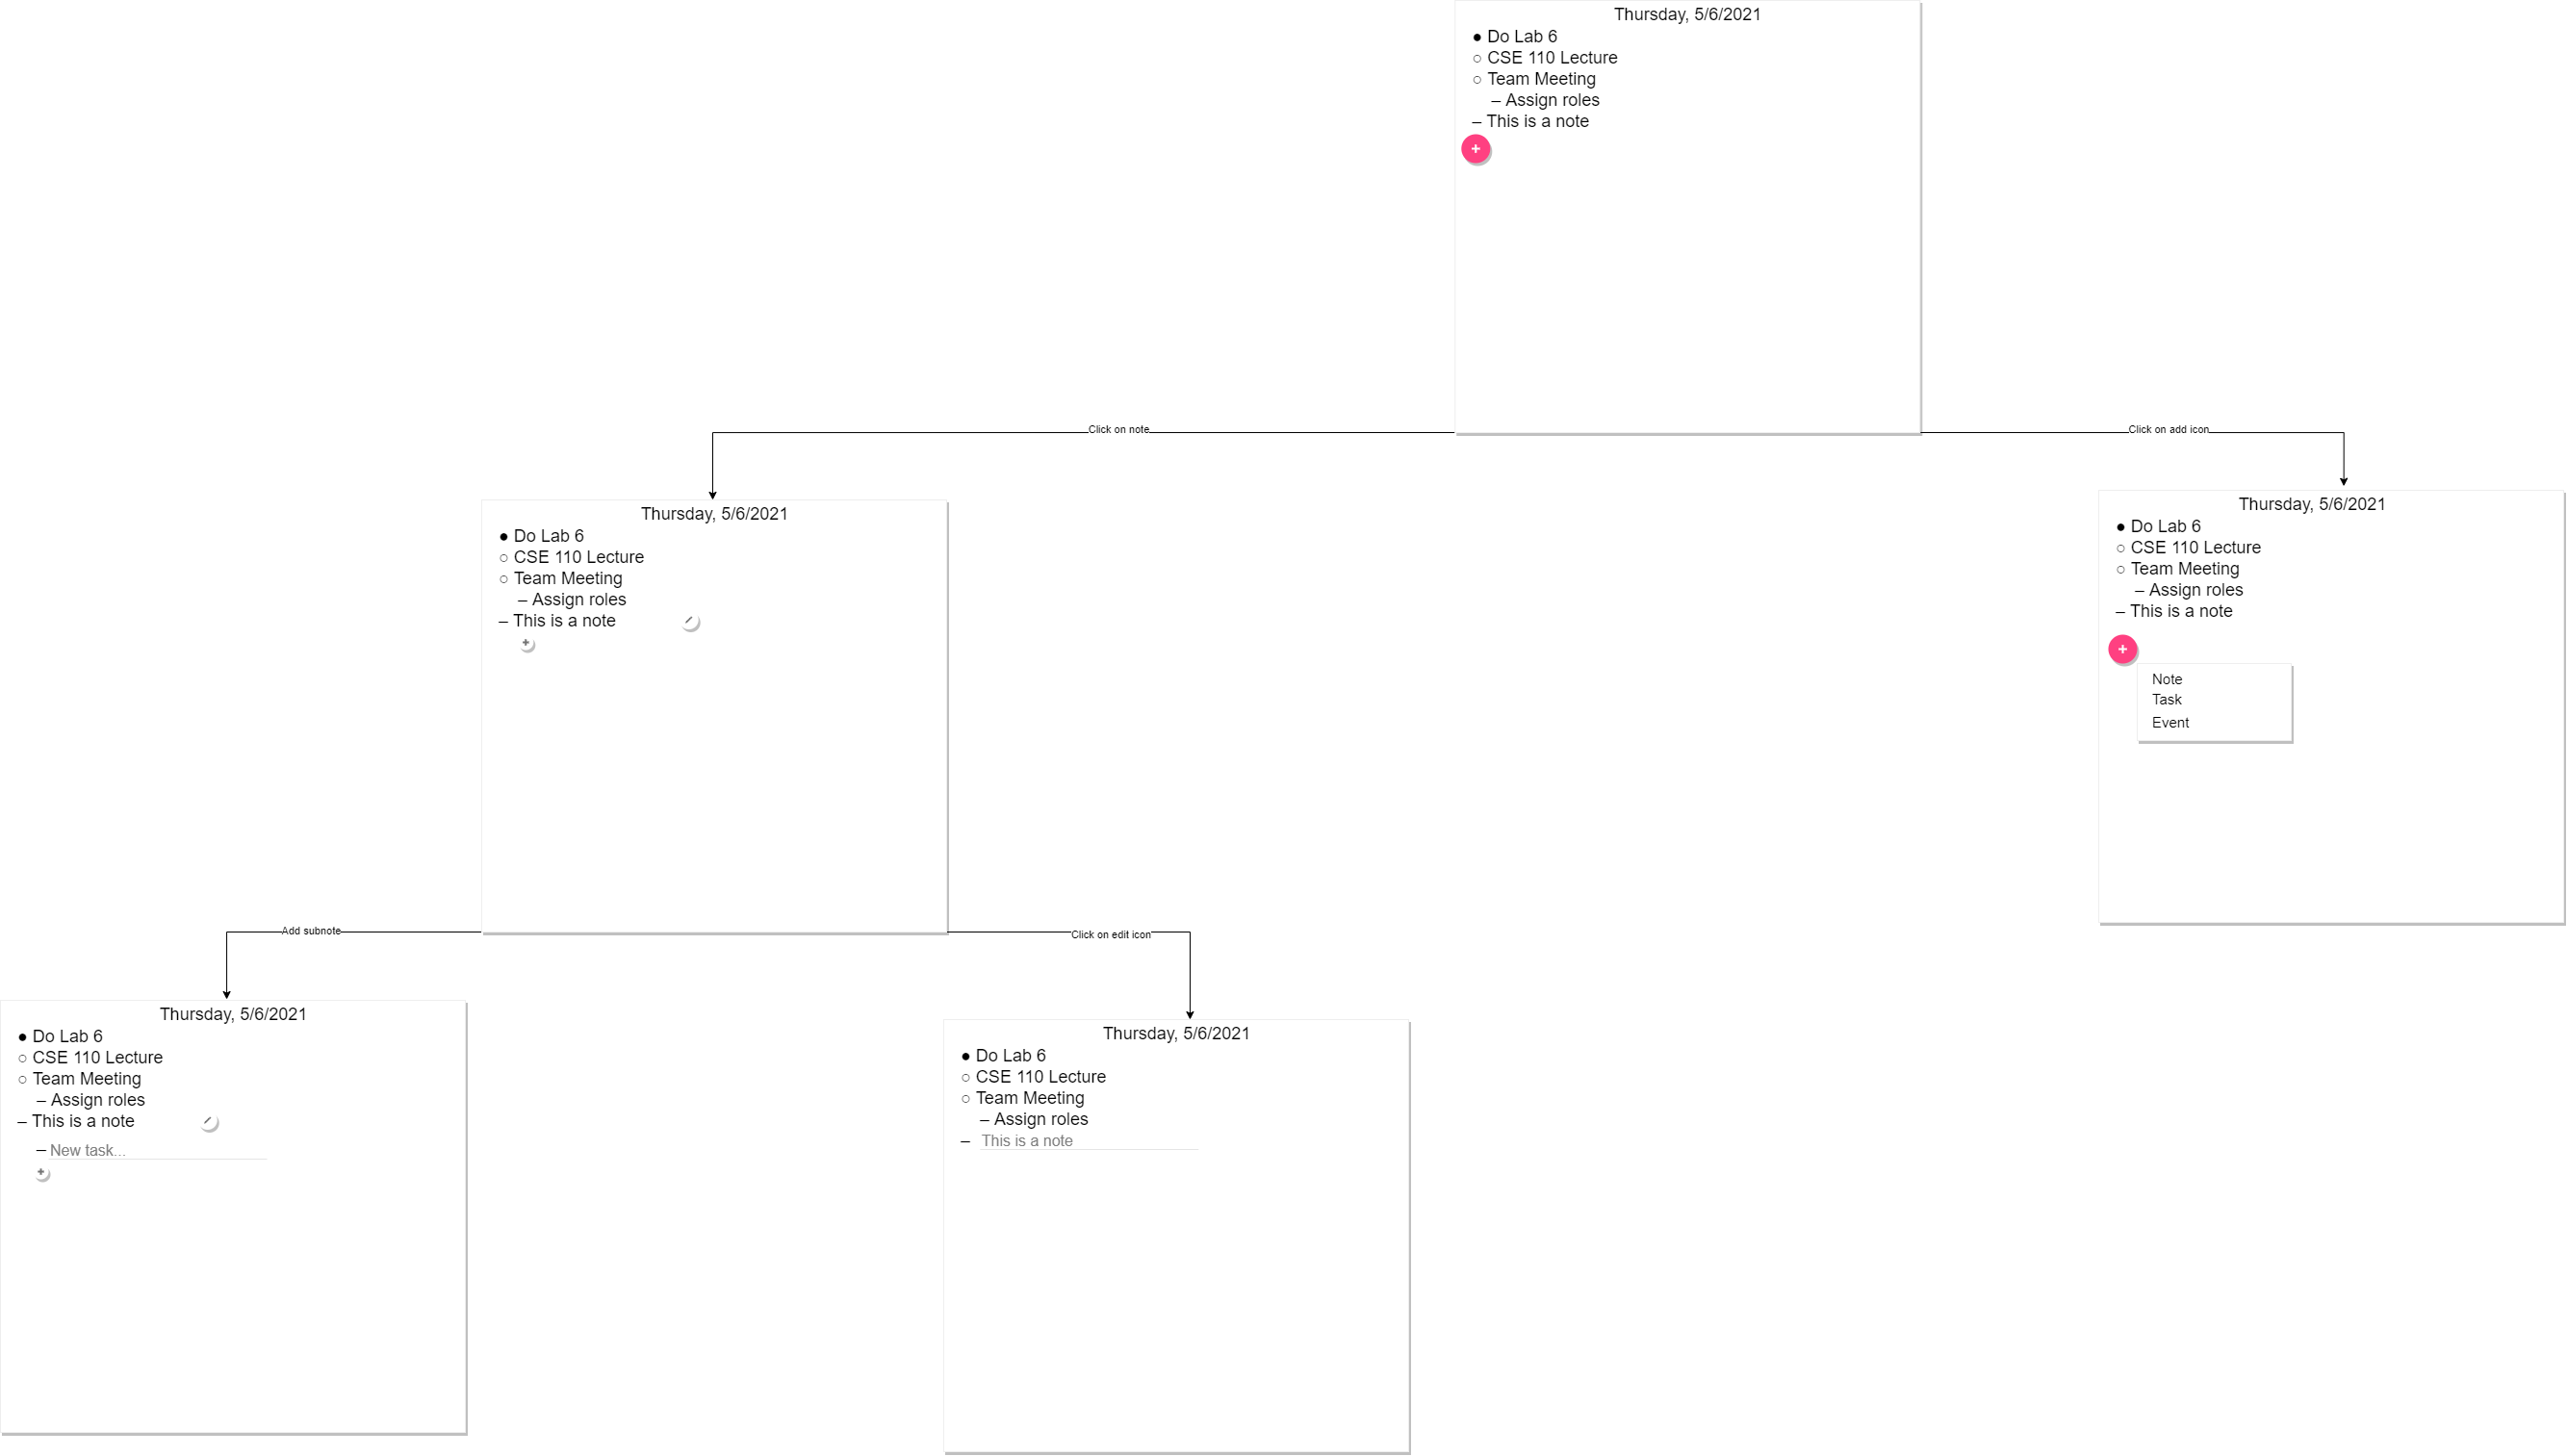 Thursday, 5/6/2021
● Do Lab 6
○ CSE 110 Lecture
○ Team Meeting
– Assign roles
– This is a note
+
Click on note
Click on add icon
Thursday, 5/6/2021
● Do Lab 6
○ CSE 110 Lecture
○ Team Meeting
– Assign roles
– This is a note
+
Thursday, 5/6/2021
● Do Lab 6
○ CSE 110 Lecture
○ Team Meeting
– Assign roles
– This is a note
+
Note
Task
Event
Add subnote
Click on edit icon
Thursday, 5/6/2021
● Do Lab 6
○ CSE 110 Lecture
○ Team Meeting
– Assign roles
– This is a note
– New task...
+
Thursday, 5/6/2021
● Do Lab 6
○ CSE 110 Lecture
○ Team Meeting
– Assign roles
– This is a note